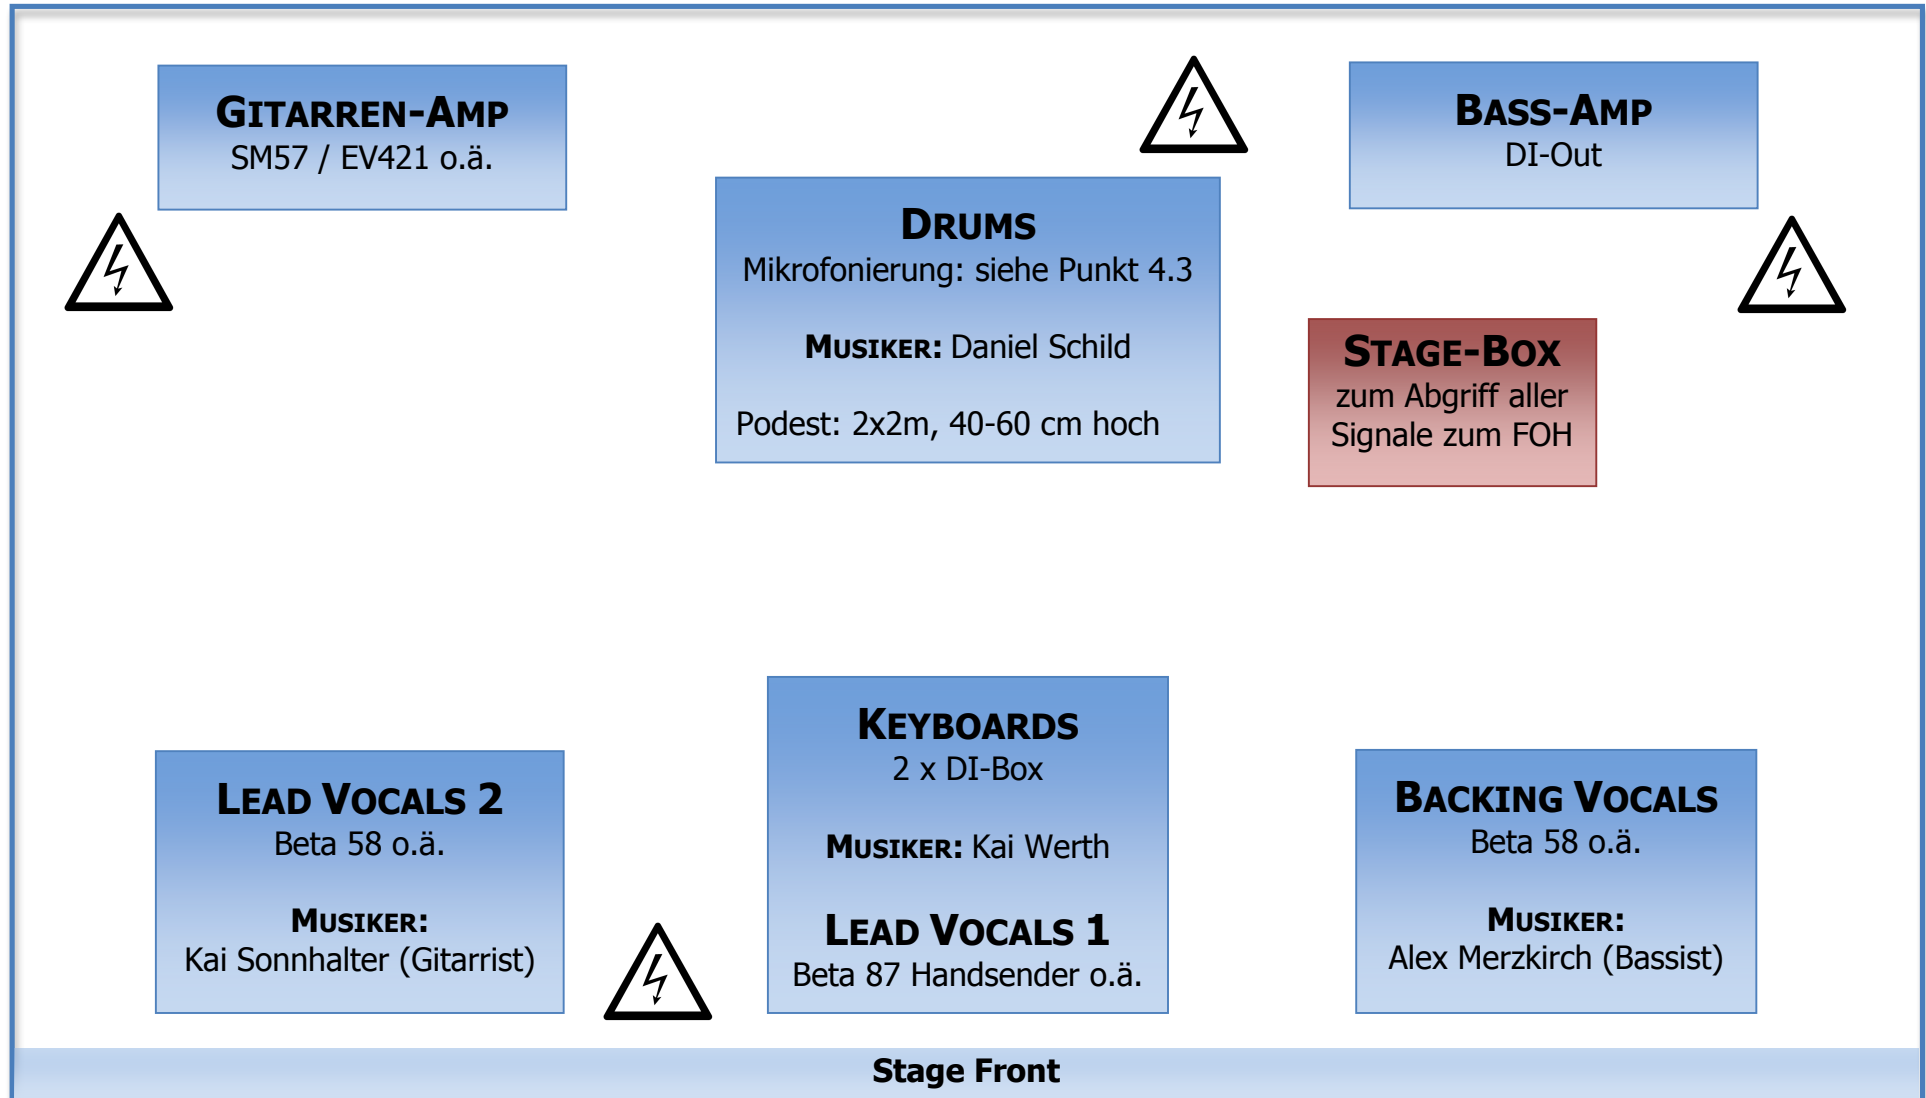 GITARREN-AMP
SM57 / EV421 o.ä.
BASS-AMP
DI-Out
DRUMS
Mikrofonierung: siehe Punkt 4.3
MUSIKER: Daniel Schild
Podest: 2x2m, 40-60 cm hoch
STAGE-BOX
zum Abgriff aller
Signale zum FOH
LEAD VOCALS 2
Beta 58 o.ä.
MUSIKER:
Kai Sonnhalter (Gitarrist)
KEYBOARDS
2 x DI-Box
MUSIKER: Kai Werth
LEAD VOCALS 1
Beta 87 Handsender o.ä.
BACKING VOCALS
Beta 58 o.ä.
MUSIKER:
Alex Merzkirch (Bassist)
Stage Front